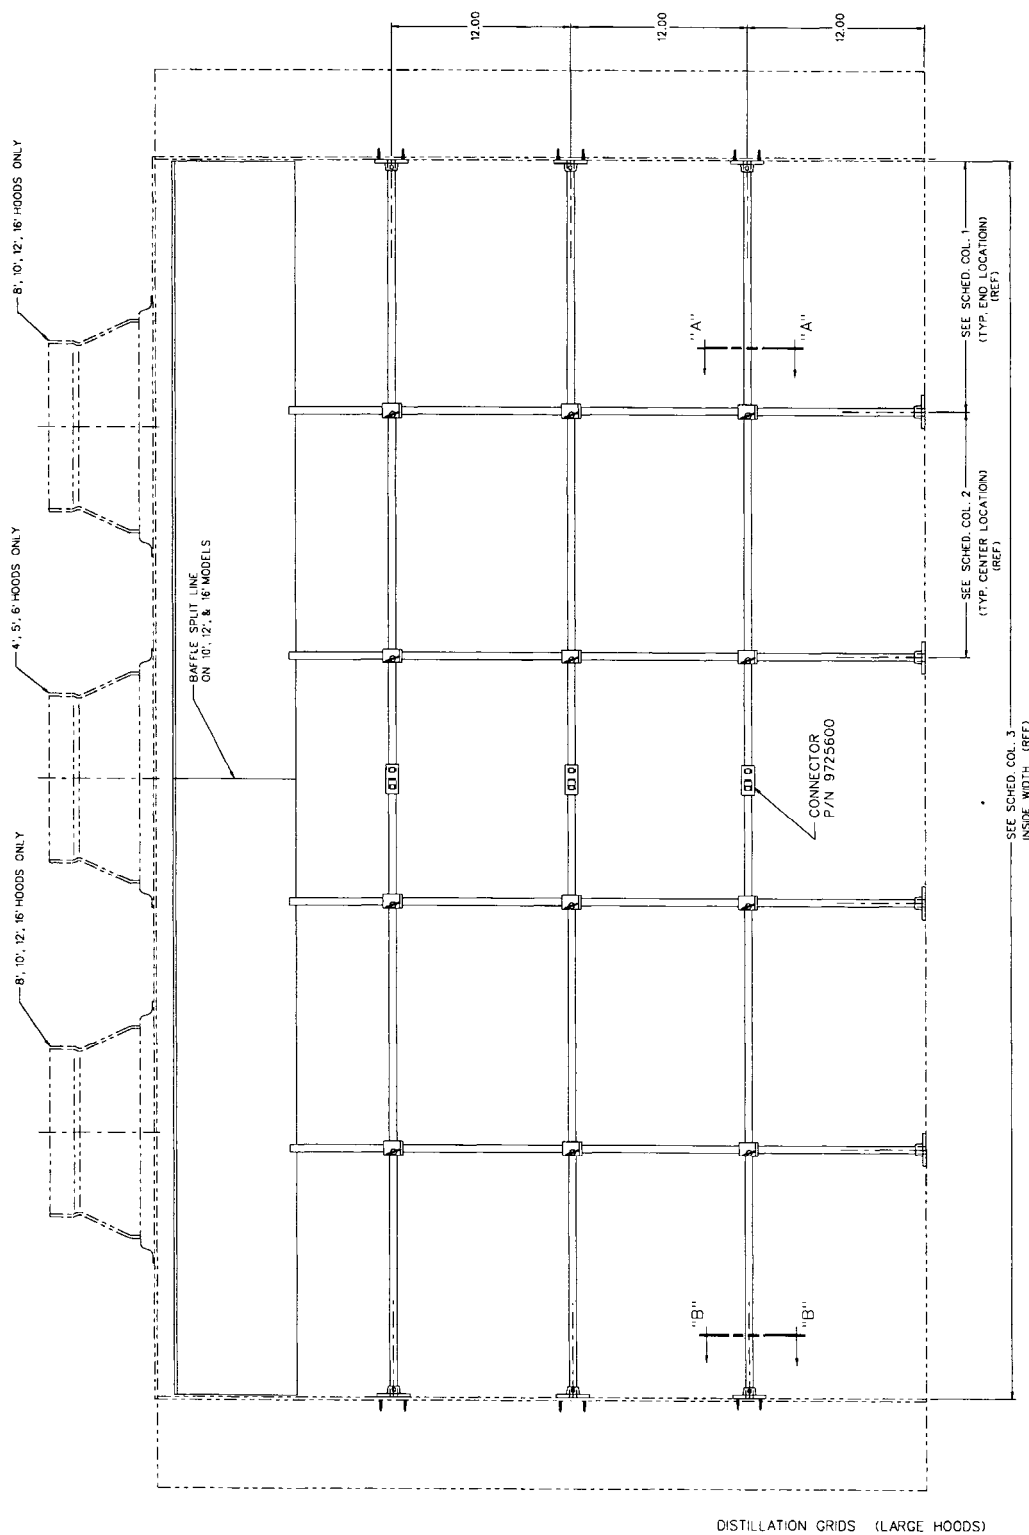 8', 10', 12', 16' HOODS ONLY
4', 5', 6' HOODS ONLY
8', 10', 12', 16' HOODS ONLY
BAFFLE SPLIT LINE
ON 10', 12', & 16' MODELS
12.00
12.00
12.00
"A"
"A"
SEE SCHED. COL. 1
(TYP. END LOCATIOIN)
(REF)
SEE SCHED. COL. 2
(TYP. CENTER LOCATIOIN)
(REF)
CONNECTOR
P/N 9725600
SEE SCHED. COL. 3
INSIDE WIDTH (REF)
"B"
"B"
DISTILLATION GRIDS (LARGE HOODS)